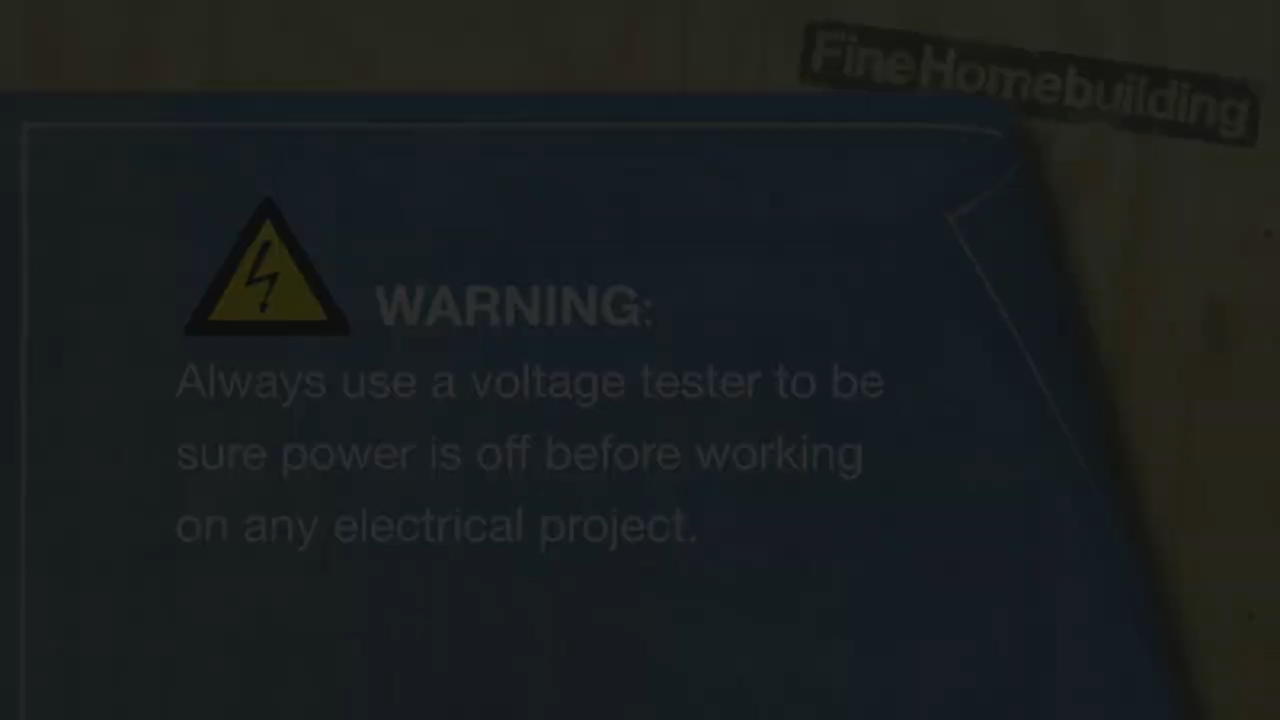 FineHomebuilding
WARNING:
Always use a voltage tester to be
sure power is off before working
on any electrical project.